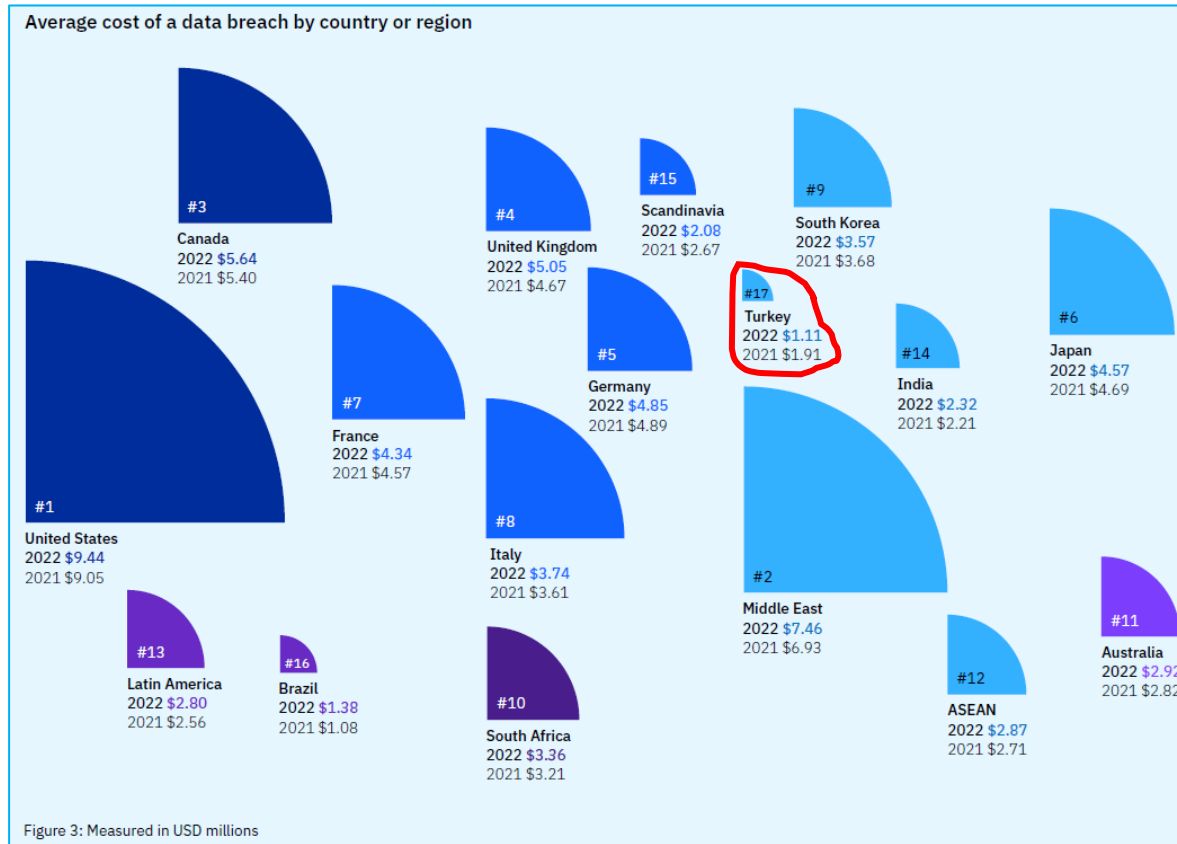 Average cost of a data breach by country or region
#3
Canada
2022 $5.64
2021 $5.40
#4
United Kingdom
2022 $5.05
2021 $4.67
#15
Scandinavia
2022 $2.08
2021 $2.67
#9
South Korea
2022 $3.57
2021 $3.68
#1
United States
2022 $9.44
2021 $9.05
#7
France
2022 $4.34
2021 $4.57
#5
Germany
2022 $4.85
2021 $4.89
#17
Turkey
2022 $1.11
2021 $1.91
#14
India
2022 $2.32
2021 $2.21
#6
Japan
2022 $4.57
2021 $4.69
#8
Italy
2022 $3.74
2021 $3.61
#2
Middle East
2022 $7.46
2021 $6.93
#13
Latin America
2022 $2.80
2021 $2.56
#16
Brazil
2022 $1.38
2021 $1.08
#10
South Africa
2022 $3.36
2021 $3.21
#12
ASEAN
2022 $2.87
2021 $2.71
#11
Australia
2022 $2.92
2021 $2.82
Figure 3: Measured in USD millions